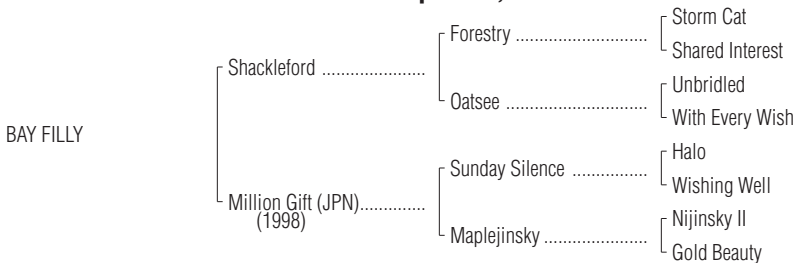 Storm Cat
Forestry ......................................
Shared Interest
Shackleford ......................
Unbridled
Oatsee ........................................
With Every Wish
BAY FILLY
Halo
Sunday Silence ................
Wishing Well
Million Gift (JPN)..............
(1998)
Nijinsky II
Maplejinsky ......................
Gold Beauty